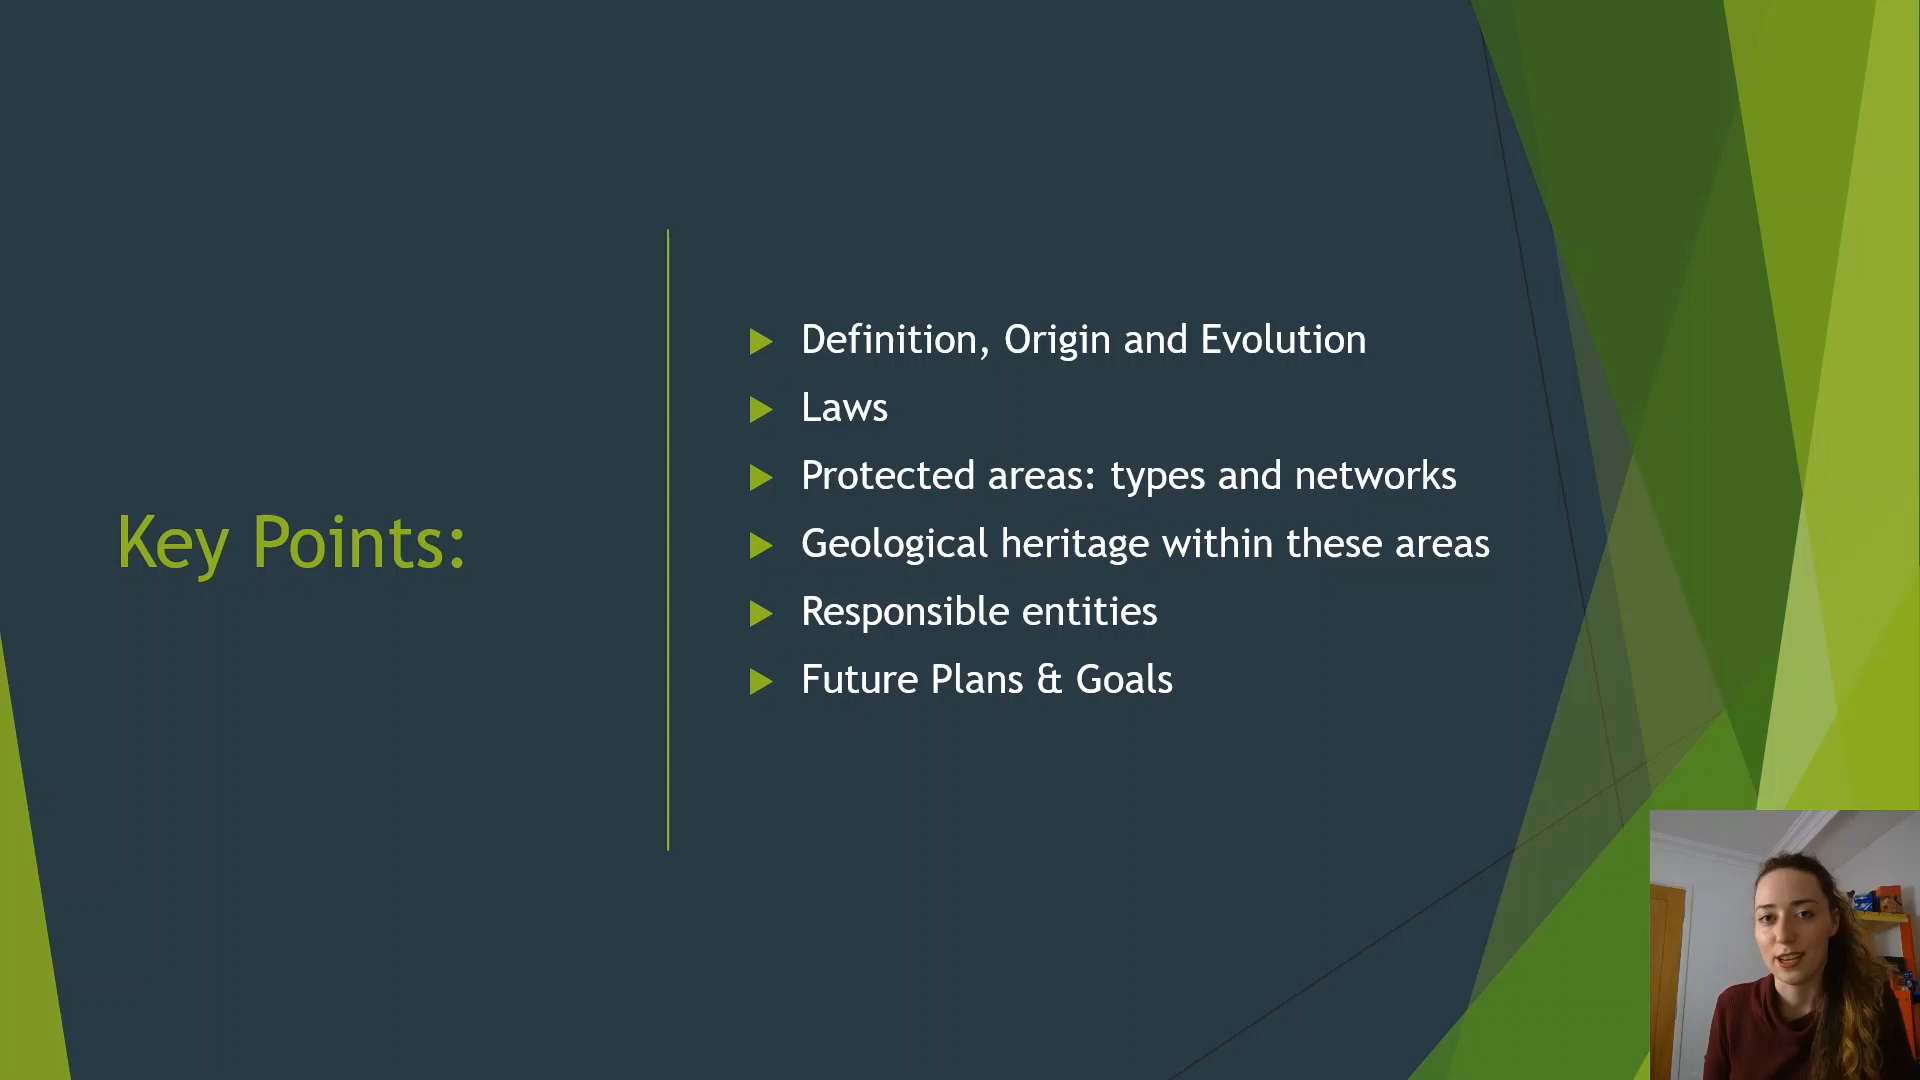 Key Points:
Definition, Origin and Evolution
Laws
Protected areas: types and networks
Geological heritage within these areas
Responsible entities
Future Plans & Goals